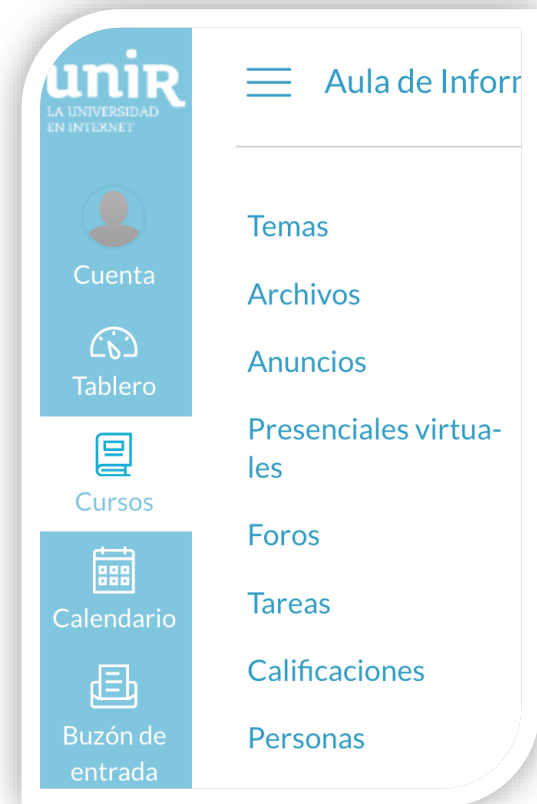 unir
LA UNIVERSIDAD
EN INTERNET
Cuenta
Tablero
Cursos
Calendario
Buzón de
entrada
Aula de Infor
Temas
Archivos
Anuncios
Presenciales virtua-
les
Foros
Tareas
Calificaciones
Personas